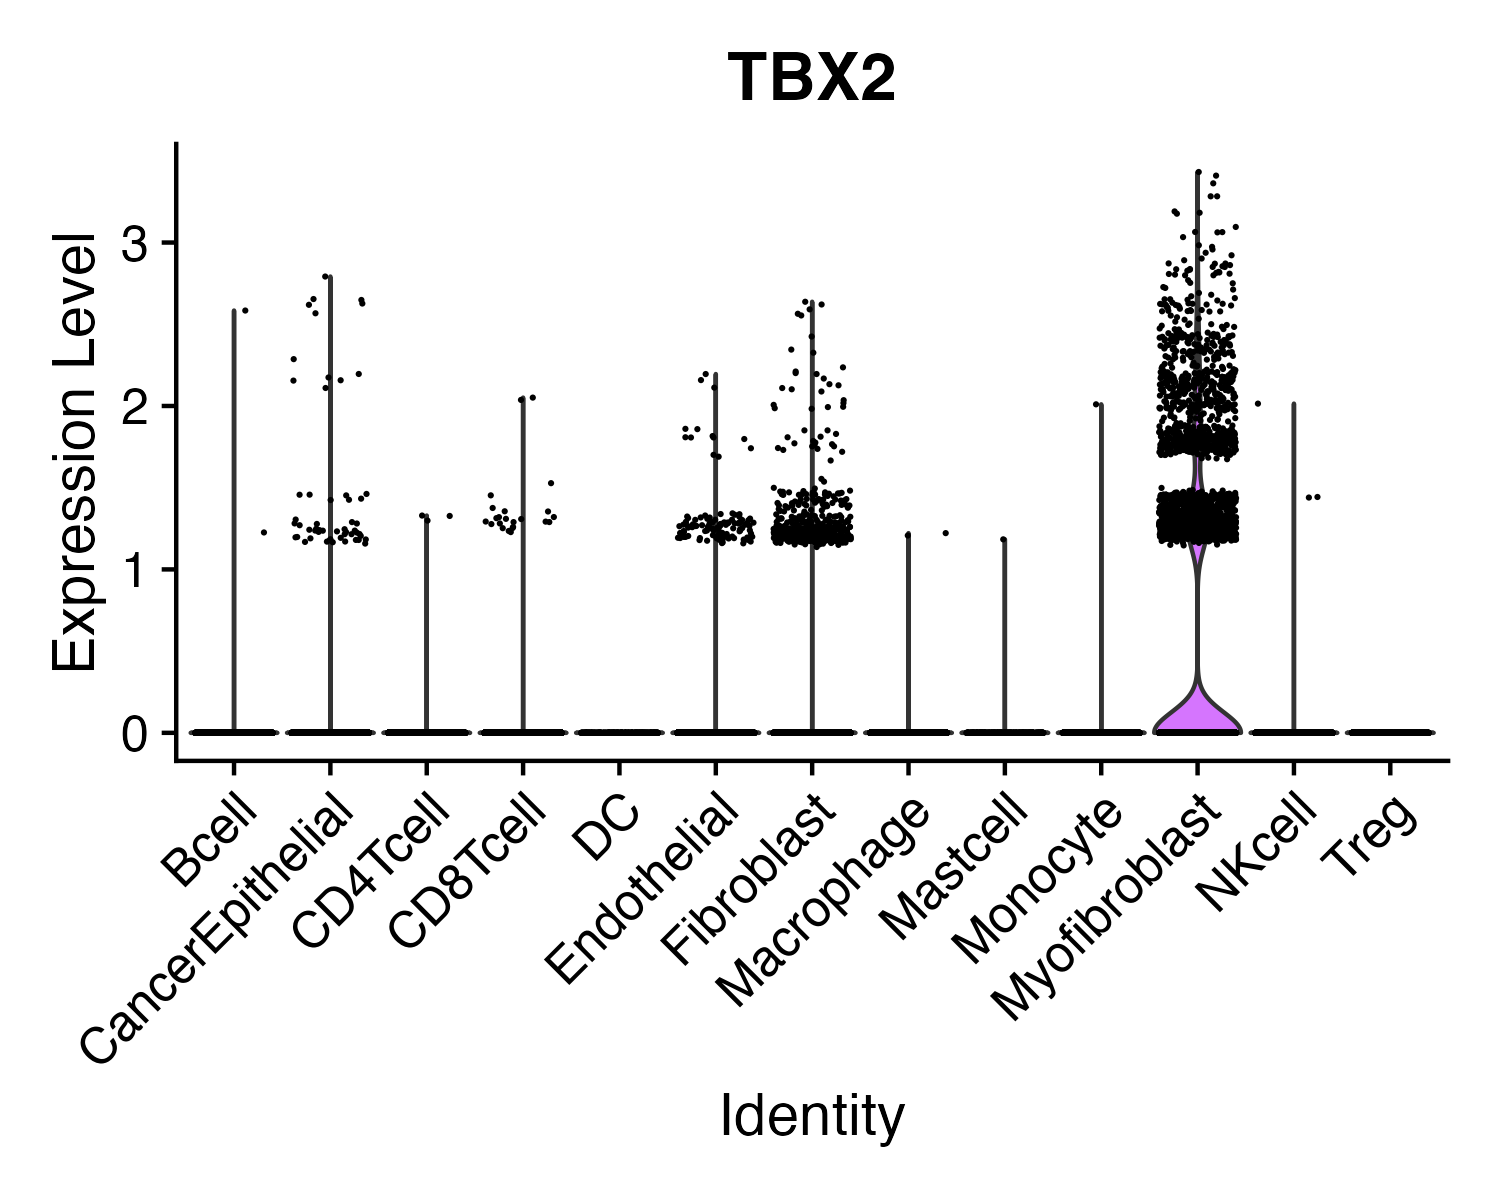 TBX2
Expression Level
3
2
1
0
Bcell
CancerEpithelial
CD4Tcell
CD8Tcell
DC
Endothelial
Fibroblast
Macrophage
Mastcell
Monocyte
Myofibroblast
NKcell
Treg
Identity